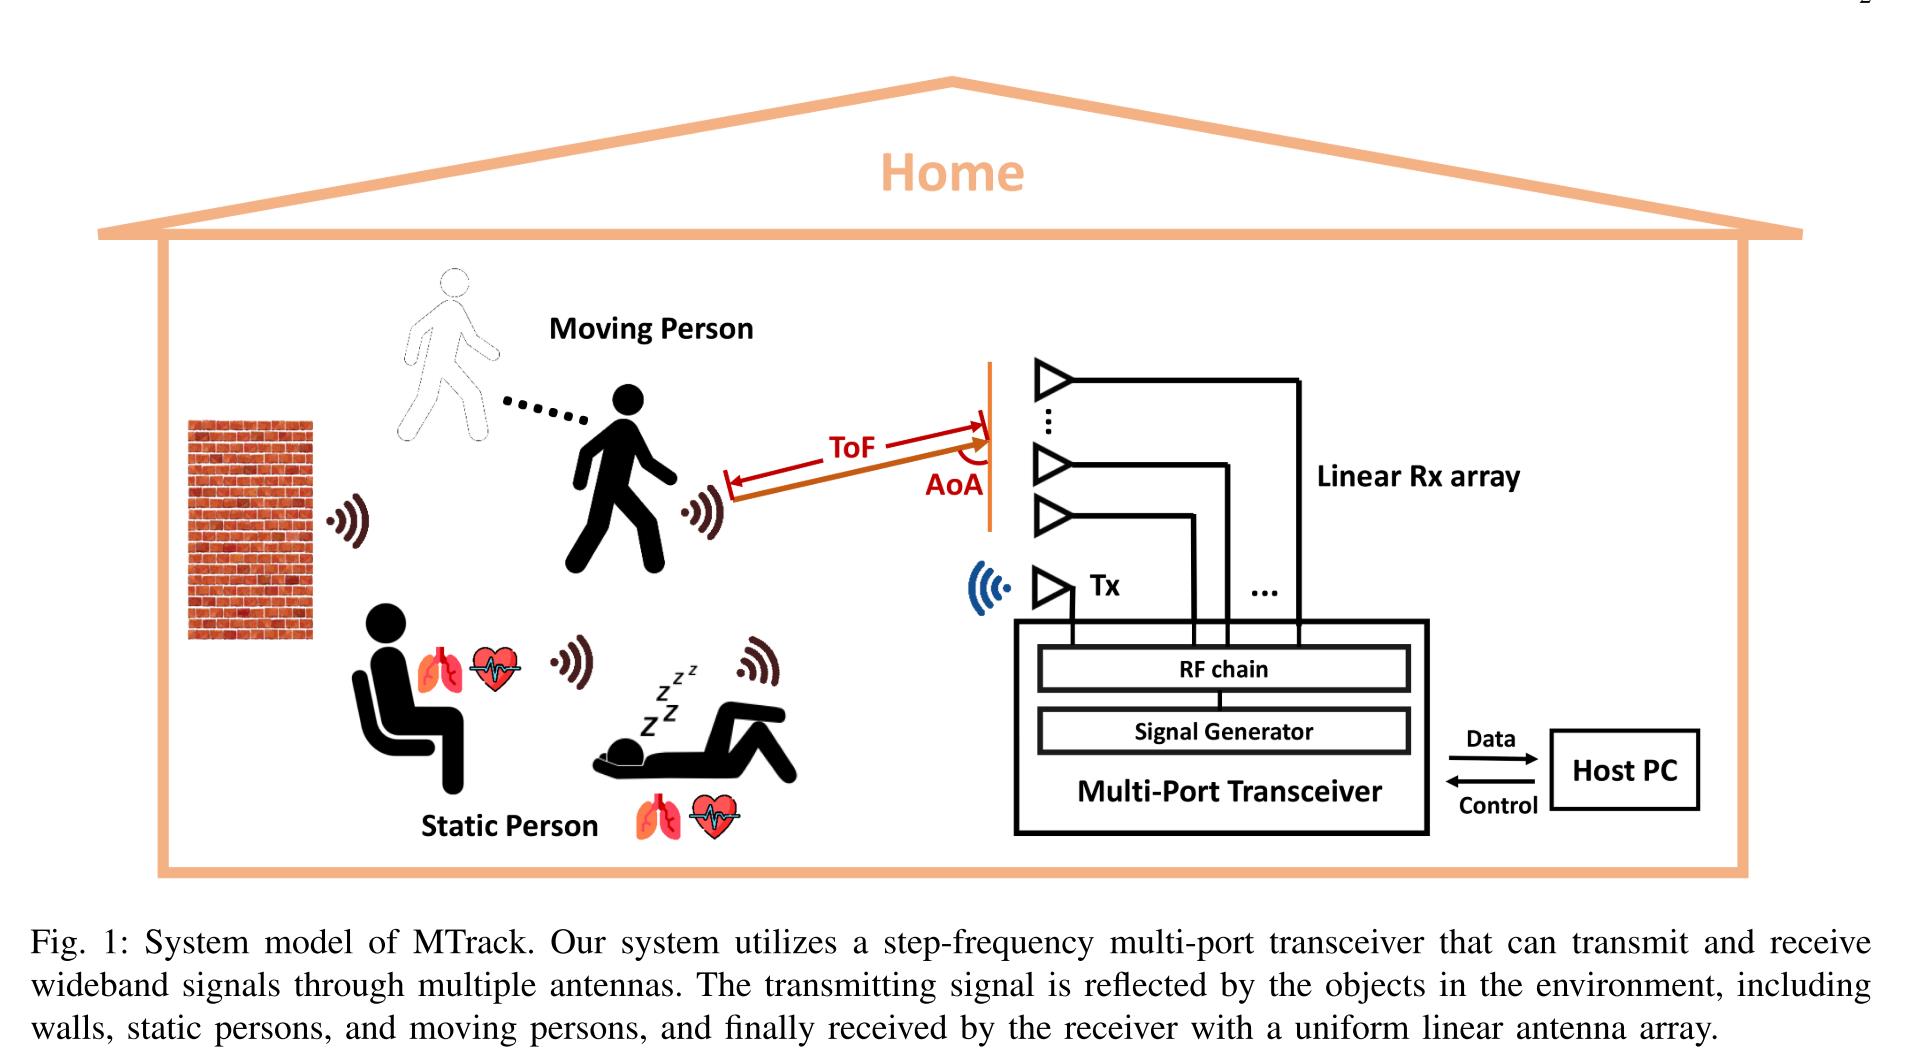 2
Home
Moving Person
ToF
AoA
Linear Rx array
Tx
...
RF chain
Signal Generator
Multi-Port Transceiver
Data
Control
Host PC
z z z z
Static Person
Fig. 1: System model of MTrack. Our system utilizes a step-frequency multi-port transceiver that can transmit and receive
wideband signals through multiple antennas. The transmitting signal is reflected by the objects in the environment, including
walls, static persons, and moving persons, and finally received by the receiver with a uniform linear antenna array.